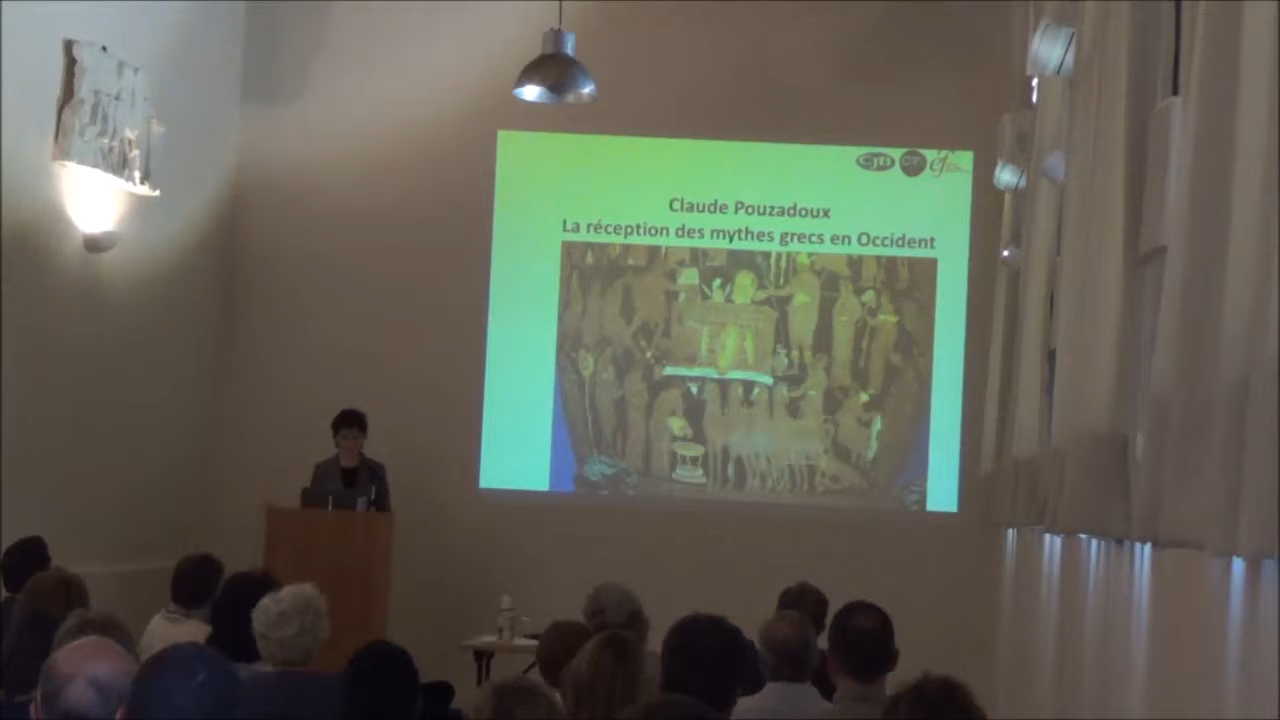 Claude Pouzadoux
La réception des mythes grecs en Occident